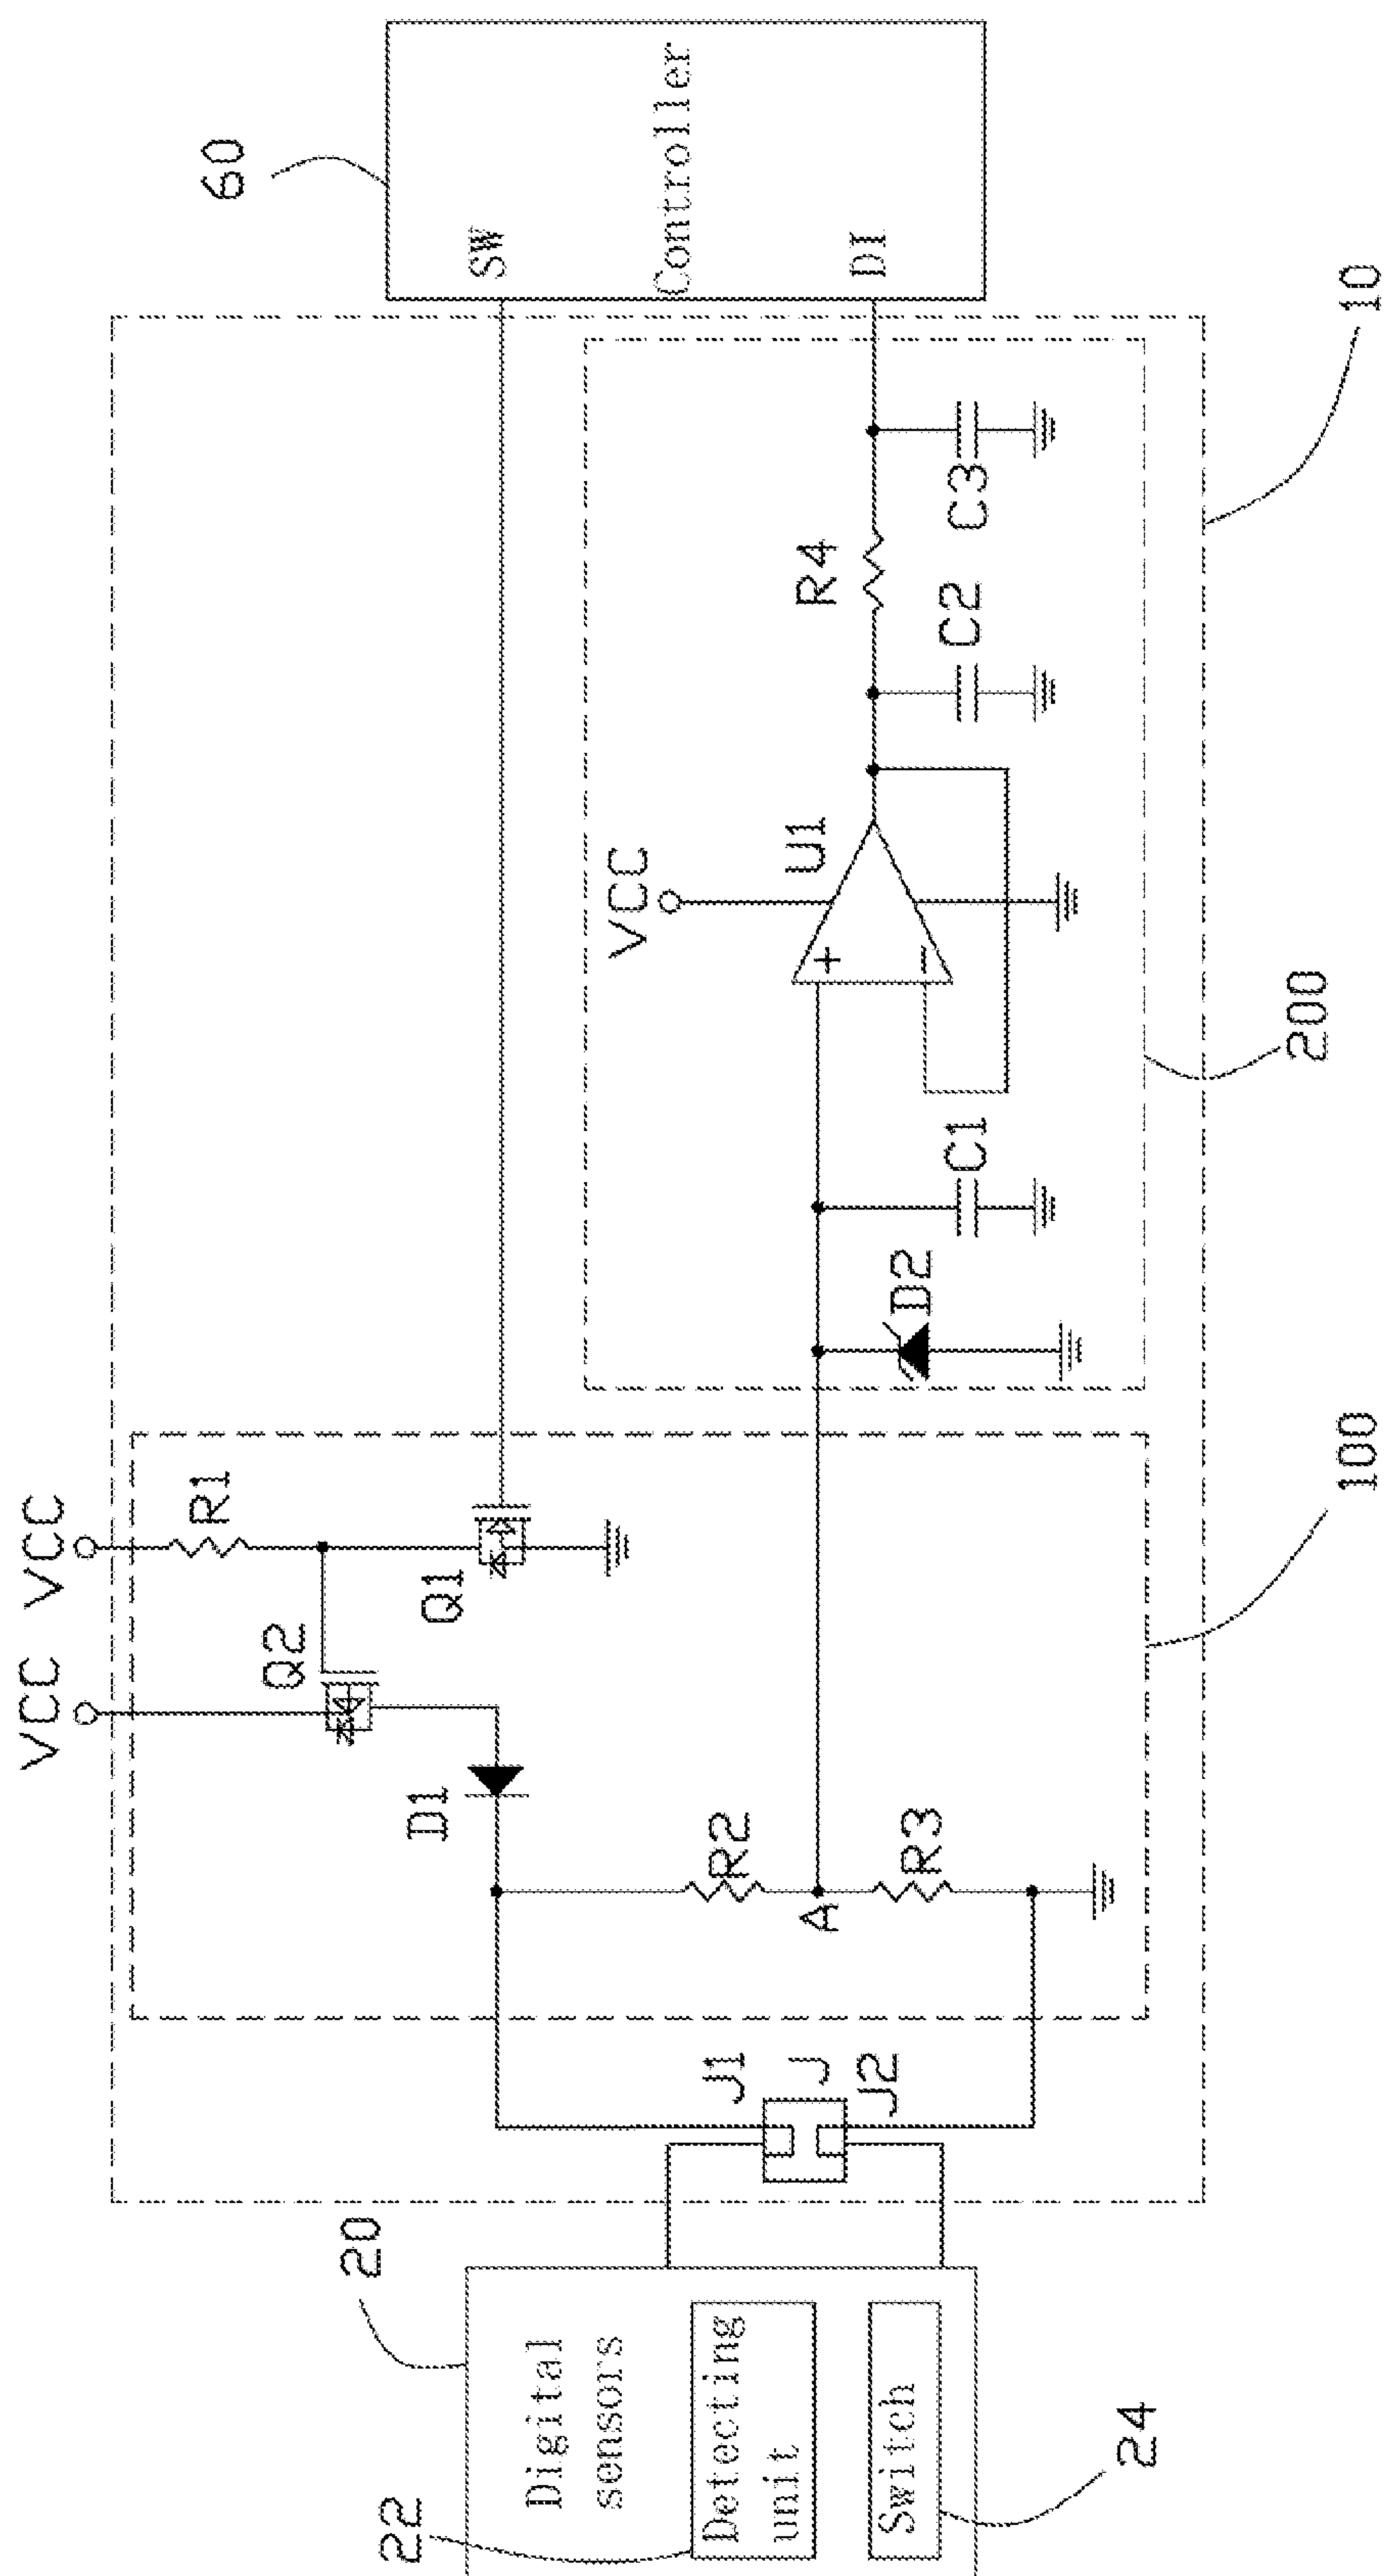 VCC
VCC
Q2
R1
Q1
D1
R2
A
R3
J1
J
J2
20
Digital
sensors
22
Detecting
unit
Switch
24
100
VCC
U1
R4
D2
C1
C2
C3
200
10
60
SW
Controller
DI
+
−